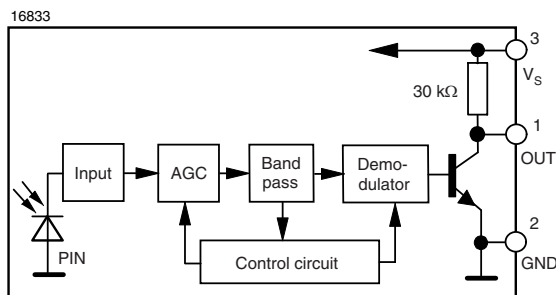 16833
3
V_S
30 kΩ
1
OUT
Input
AGC
Band
pass
Demo-
dulator
2
GND
PIN
Control circuit